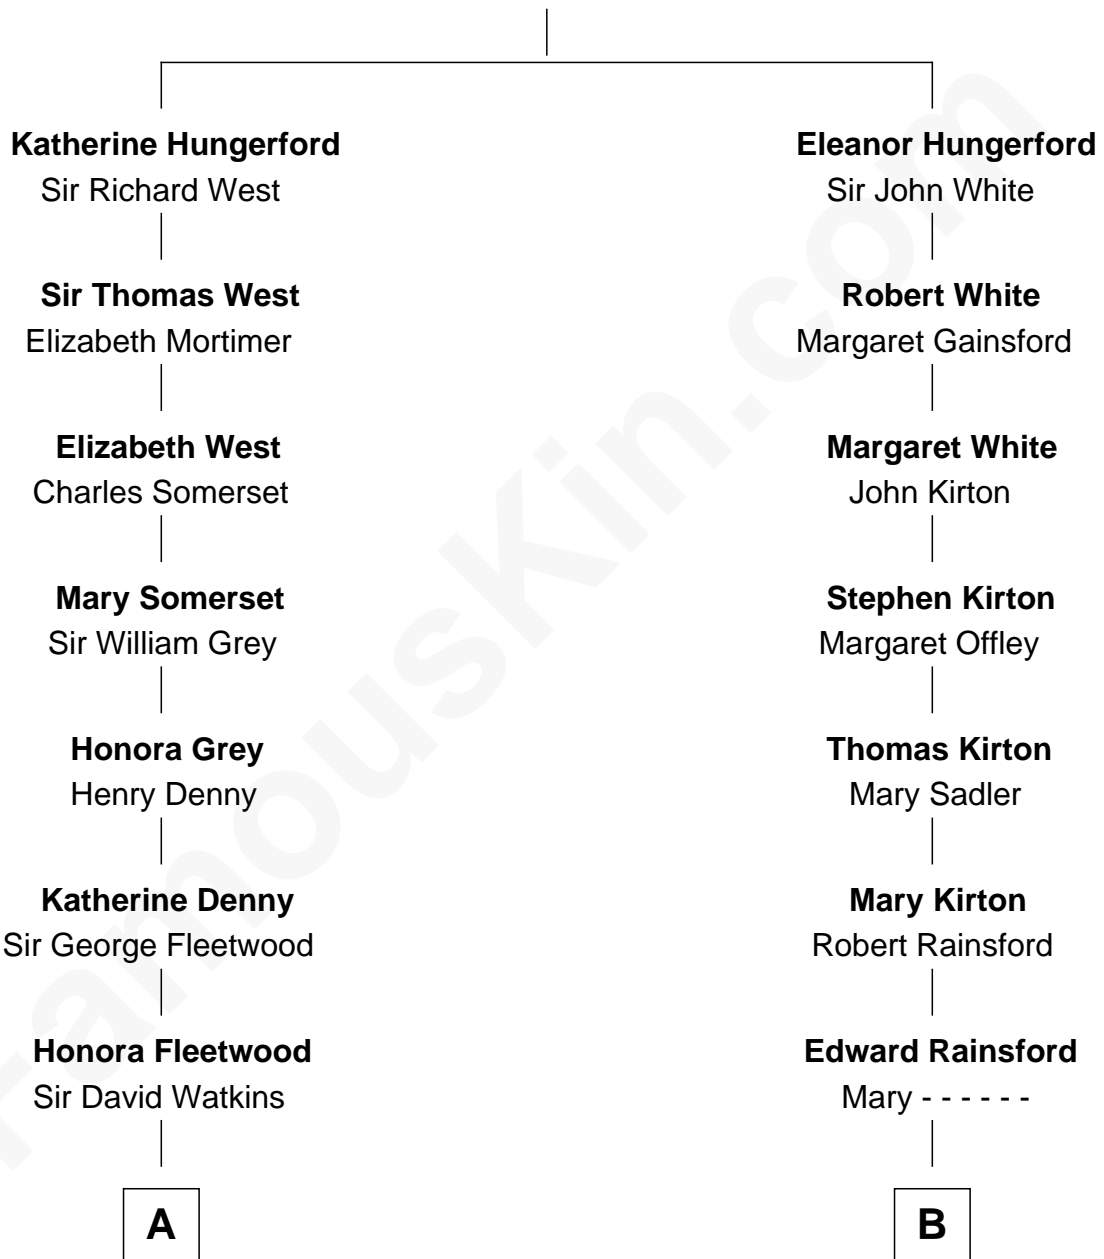 Katherine Hungerford
Sir Richard West
Sir Thomas West
Elizabeth Mortimer
Elizabeth West
Charles Somerset
Mary Somerset
Sir William Grey
Honora Grey
Henry Denny
Katherine Denny
Sir George Fleetwood
Honora Fleetwood
Sir David Watkins
A
Eleanor Hungerford
Sir John White
Robert White
Margaret Gainsford
Margaret White
John Kirton
Stephen Kirton
Margaret Offley
Thomas Kirton
Mary Sadler
Mary Kirton
Robert Rainsford
Edward Rainsford
Mary - - - - - -
B
FamousKin.com